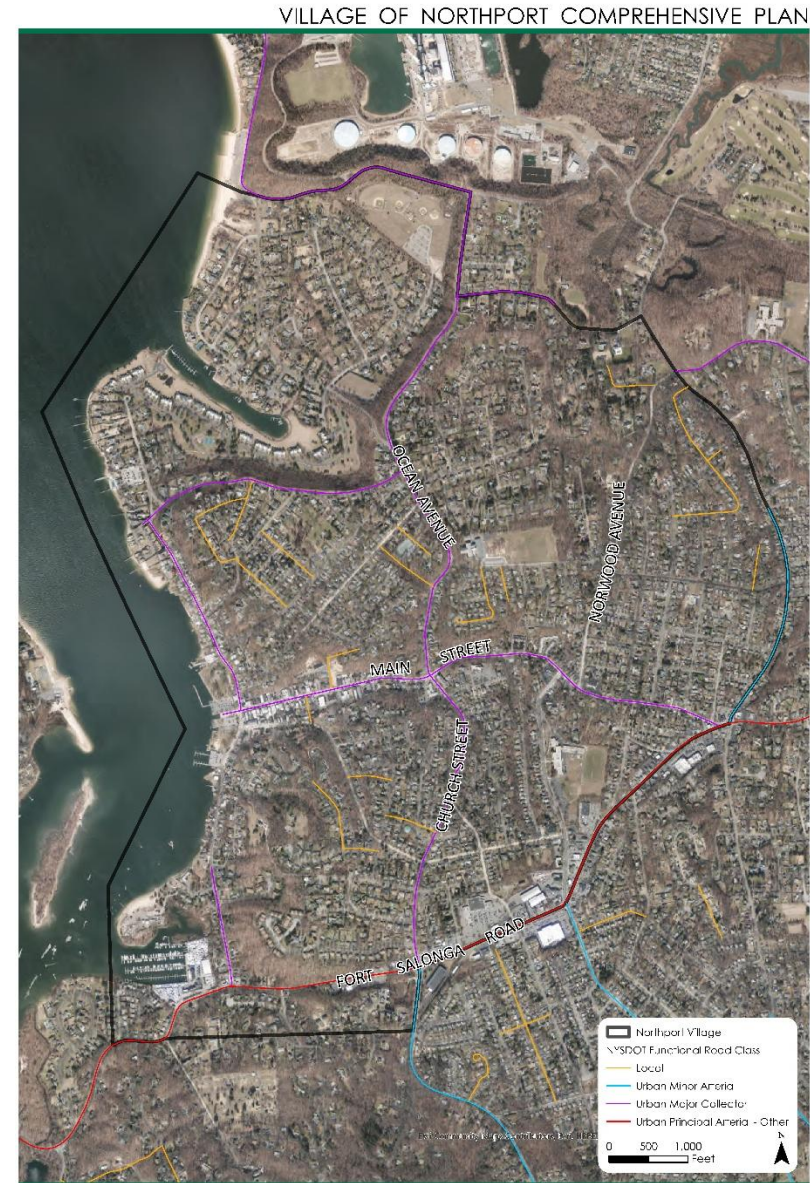 VILLAGE OF NORTHPORT COMPREHENSIVE PLAN
OCEAN AVENUE
NORWOOD AVENUE
MAIN STREET
CHURCH STREET
FORT SALONGA ROAD
Northport Village
NYSDOT Functional Road Class
Local
Urban Minor Arteria
Urban Major Collector
Urban Principal Arteria - Other
0 500 1,000
Feet
N